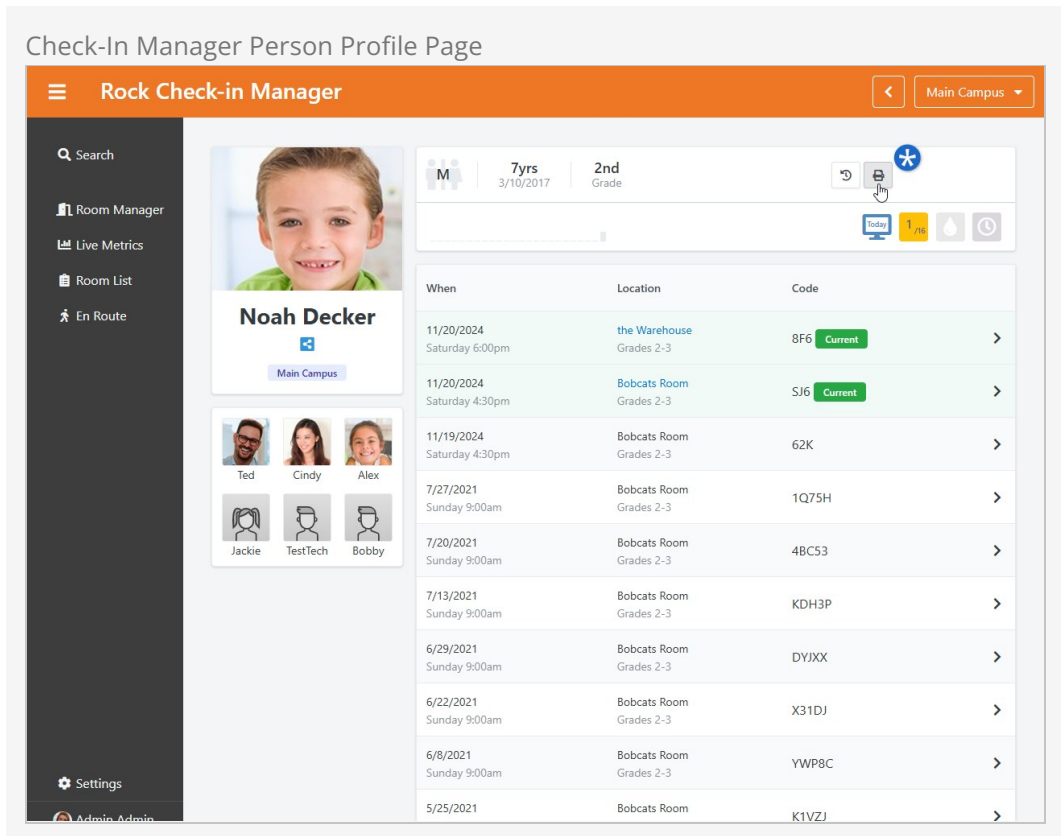 Check-In Manager Person Profile Page
Rock Check-in Manager
Main Campus
Search
Room Manager
Live Metrics
Room List
En Route
Settings
Admin Admin
Noah Decker
Main Campus
Ted Cindy Alex
Jackie TestTech Bobby
M 7yrs 2nd
3/10/2017 Grade
Today 1 /16
When Location Code
11/20/2024 the Warehouse 8F6 Current
Saturday 6:00pm Grades 2-3
11/20/2024 Bobcats Room SJ6 Current
Saturday 4:30pm Grades 2-3
11/19/2024 Bobcats Room 62K
Saturday 4:30pm Grades 2-3
7/27/2021 Bobcats Room 1Q75H
Sunday 9:00am Grades 2-3
7/20/2021 Bobcats Room 4BC53
Sunday 9:00am Grades 2-3
7/13/2021 Bobcats Room KDH3P
Sunday 9:00am Grades 2-3
6/29/2021 Bobcats Room DYJXX
Sunday 9:00am Grades 2-3
6/22/2021 Bobcats Room X31DJ
Sunday 9:00am Grades 2-3
6/8/2021 Bobcats Room YWP8C
Sunday 9:00am Grades 2-3
5/25/2021 Bobcats Room K1VZJ